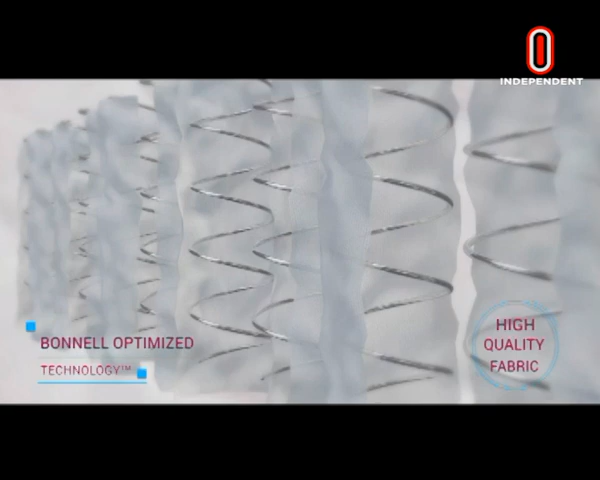 INDEPENDENT
BONNELL OPTIMIZED
TECHNOLOGY™
HIGH
QUALITY
FABRIC